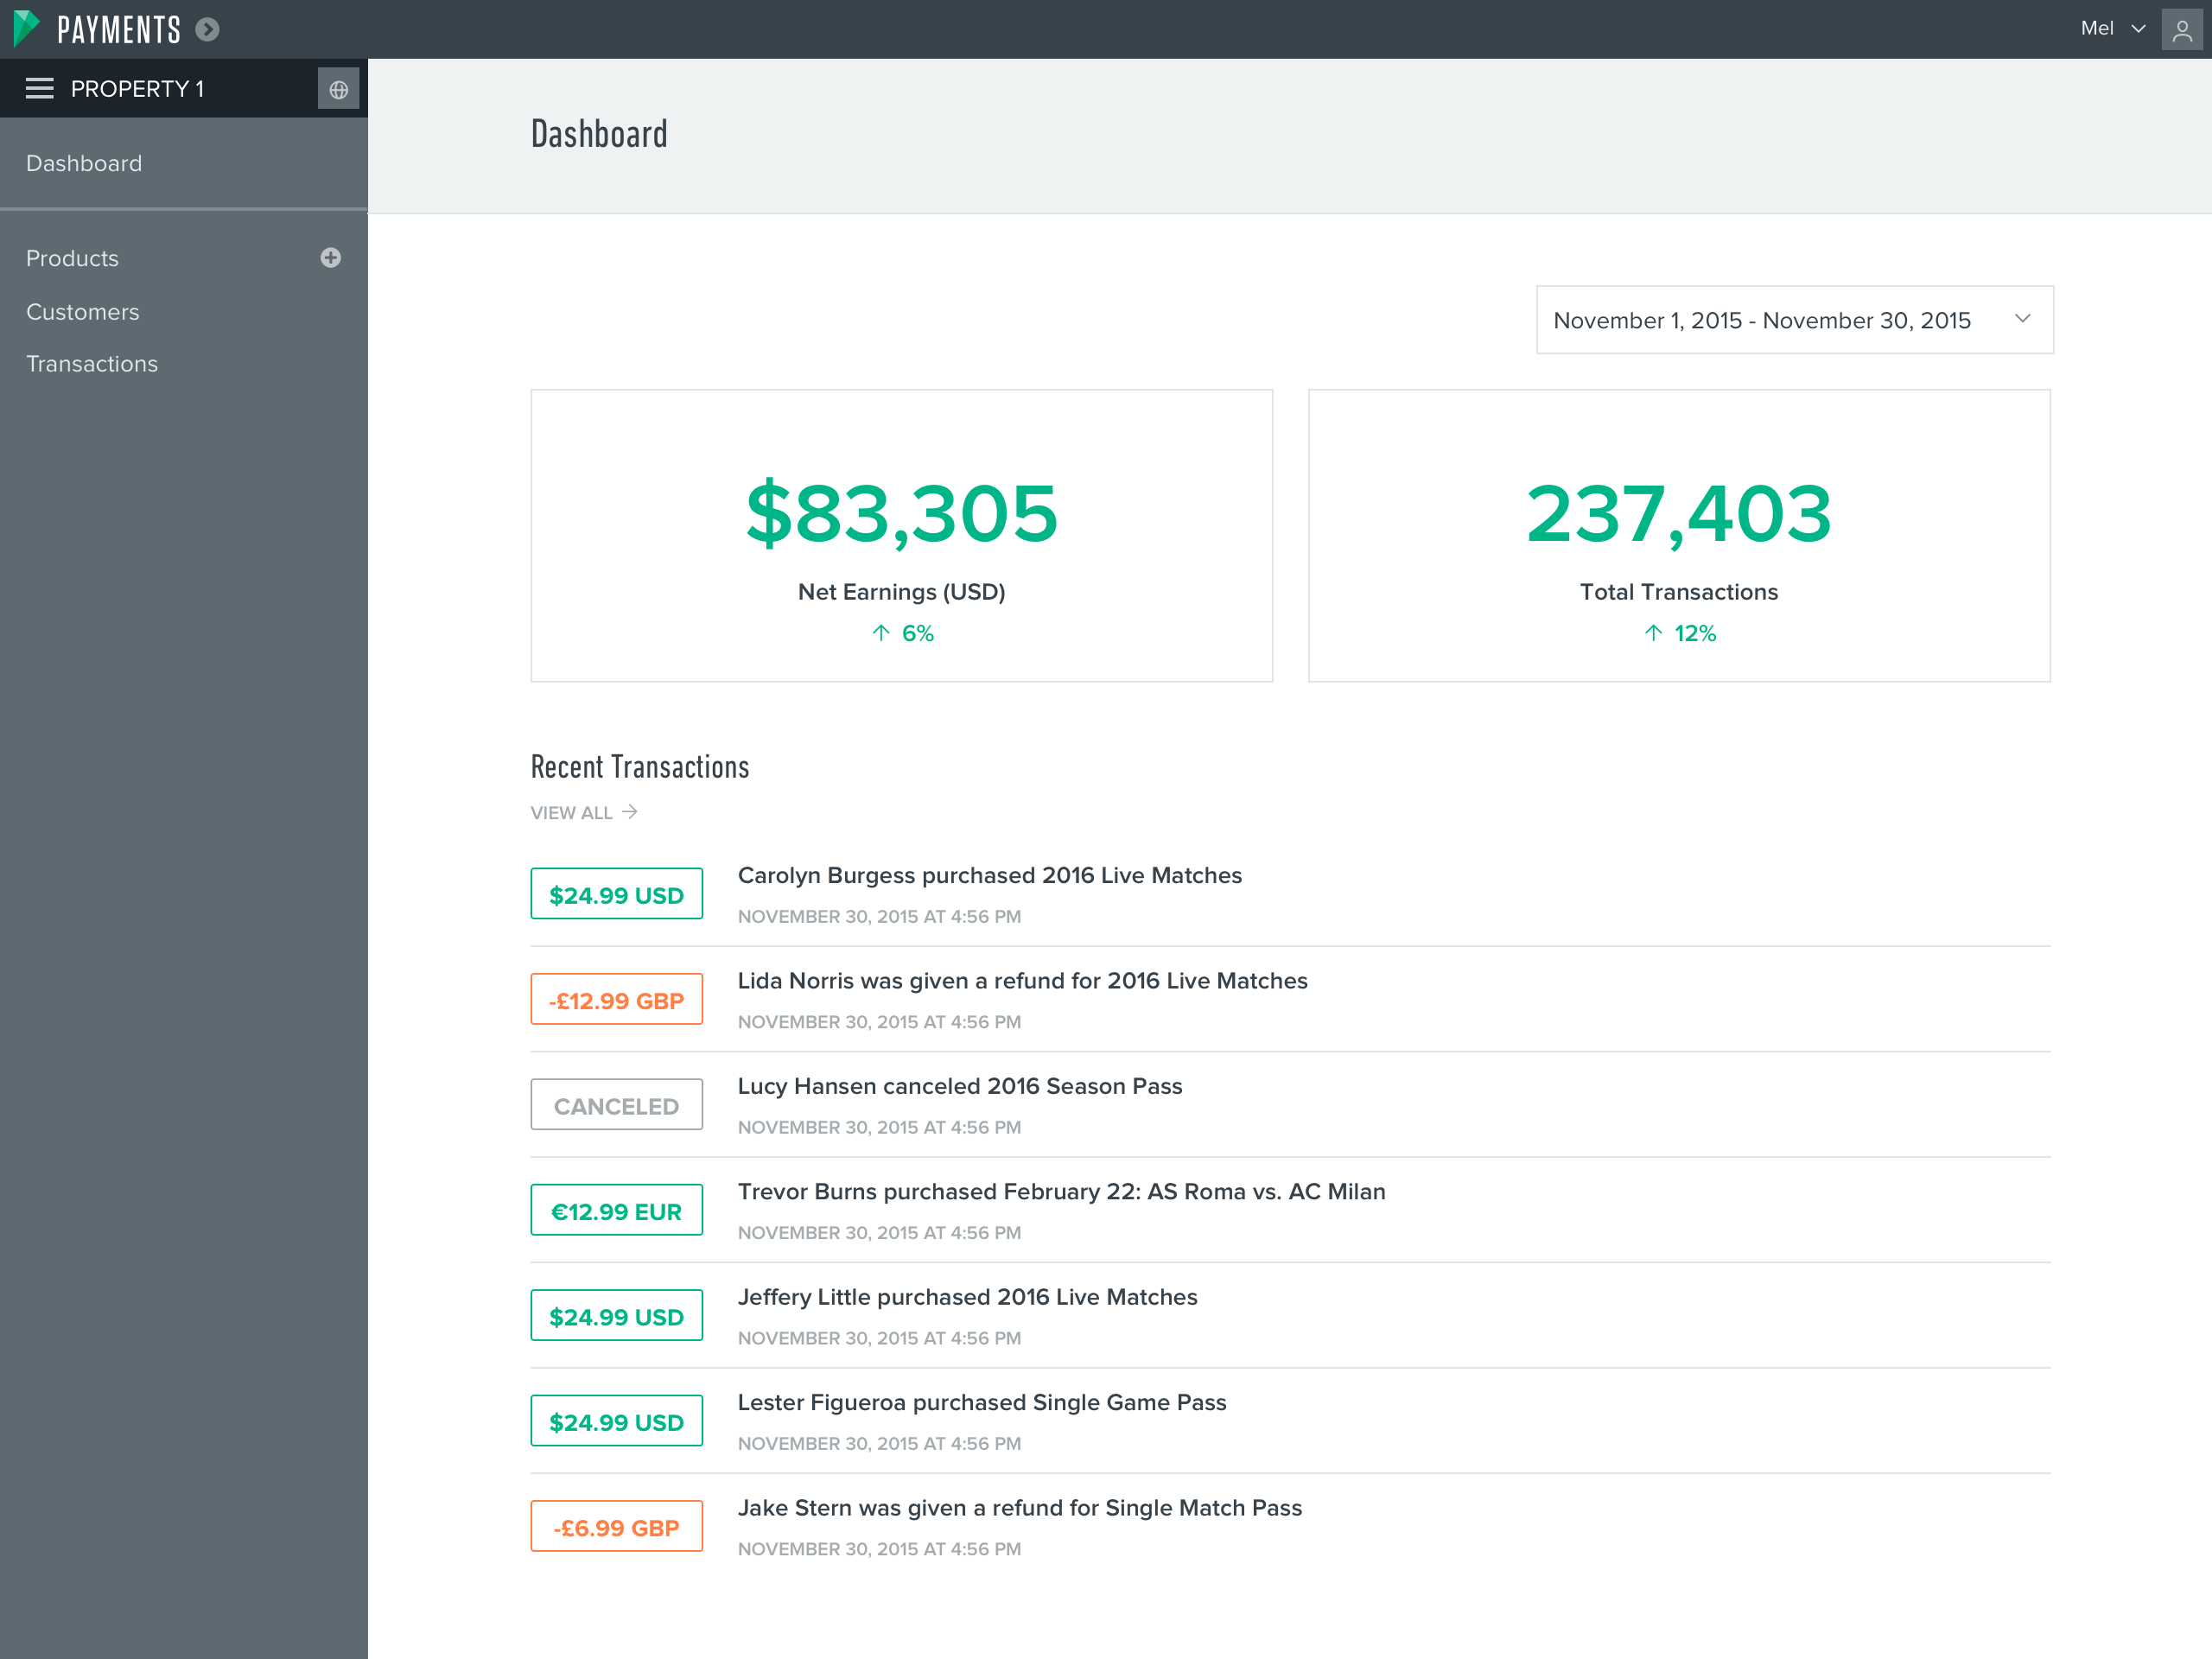 PAYMENTS
Mel
PROPERTY 1
Dashboard
Products
Customers
Transactions
Dashboard
November 1, 2015 - November 30, 2015
$83,305
Net Earnings (USD)
↑ 6%
237,403
Total Transactions
↑ 12%
Recent Transactions
VIEW ALL →
$24.99 USD
Carolyn Burgess purchased 2016 Live Matches
NOVEMBER 30, 2015 AT 4:56 PM
-£12.99 GBP
Lida Norris was given a refund for 2016 Live Matches
NOVEMBER 30, 2015 AT 4:56 PM
CANCELED
Lucy Hansen canceled 2016 Season Pass
NOVEMBER 30, 2015 AT 4:56 PM
€12.99 EUR
Trevor Burns purchased February 22: AS Roma vs. AC Milan
NOVEMBER 30, 2015 AT 4:56 PM
$24.99 USD
Jeffery Little purchased 2016 Live Matches
NOVEMBER 30, 2015 AT 4:56 PM
$24.99 USD
Lester Figueroa purchased Single Game Pass
NOVEMBER 30, 2015 AT 4:56 PM
-£6.99 GBP
Jake Stern was given a refund for Single Match Pass
NOVEMBER 30, 2015 AT 4:56 PM